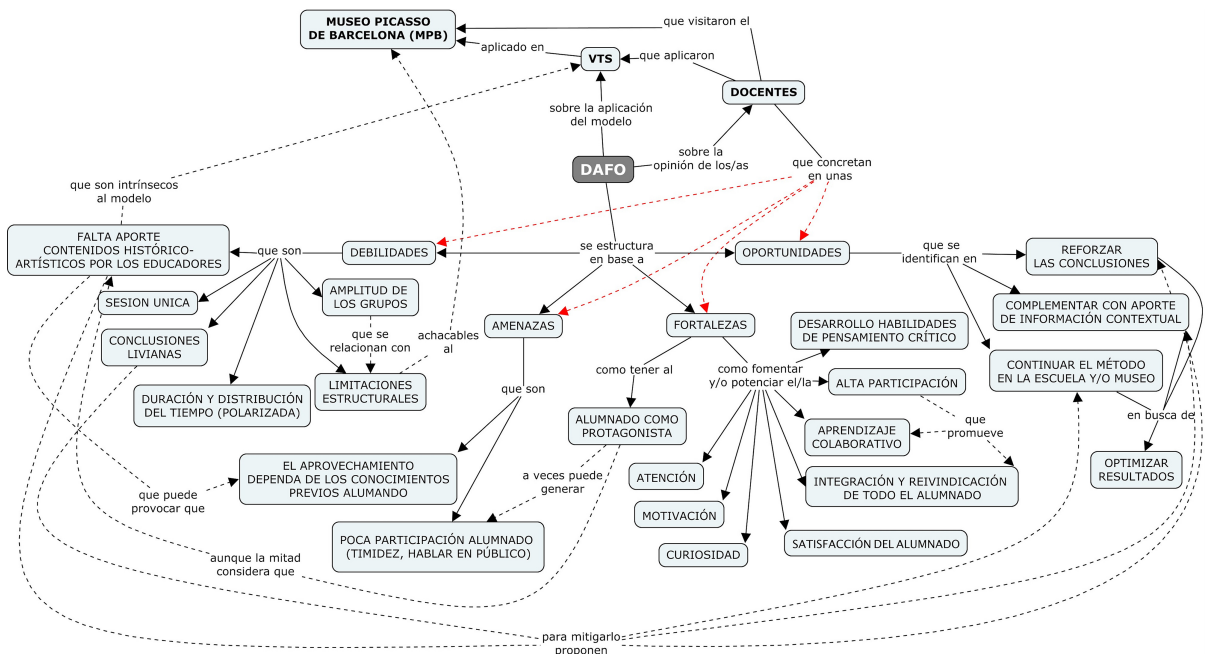 MUSEO PICASSO
DE BARCELONA (MPB)
que visitaron el
aplicado en
VTS
que aplicaron
DOCENTES
sobre la aplicación
del modelo
sobre la
opinión de los/as
DAFO
que concretan
en unas
que son intrínsecos
al modelo
FALTA APORTE
CONTENIDOS HISTÓRICO-
ARTÍSTICOS POR LOS EDUCADORES
que son
DEBILIDADES
se estructura
en base a
OPORTUNIDADES
que se
identifican en
REFORZAR
LAS CONCLUSIONES
SESION UNICA
AMPLITUD DE
LOS GRUPOS
COMPLEMENTAR CON APORTE
DE INFORMACIÓN CONTEXTUAL
CONCLUSIONES
LIVIANAS
que se
relacionan con
achacables
al
AMENAZAS
FORTALEZAS
DESARROLLO HABILIDADES
DE PENSAMIENTO CRÍTICO
CONTINUAR EL MÉTODO
EN LA ESCUELA Y/O MUSEO
DURACIÓN Y DISTRIBUCIÓN
DEL TIEMPO (POLARIZADA)
LIMITACIONES
ESTRUCTURALES
que son
como tener al
como fomentar
y/o potenciar el/la
ALTA PARTICIPACIÓN
en busca de
ALUMNADO COMO
PROTAGONISTA
APRENDIZAJE
COLABORATIVO
que
promueve
OPTIMIZAR
RESULTADOS
EL APROVECHAMIENTO
DEPENDA DE LOS CONOCIMIENTOS
PREVIOS ALUMANDO
que puede
provocar que
a veces puede
generar
ATENCIÓN
INTEGRACIÓN Y REIVINDICACIÓN
DE TODO EL ALUMNADO
MOTIVACIÓN
POCA PARTICIPACIÓN ALUMNADO
(TIMIDEZ, HABLAR EN PÚBLICO)
CURIOSIDAD
SATISFACCIÓN DEL ALUMNADO
aunque la mitad
considera que
para mitigarlo
proponen